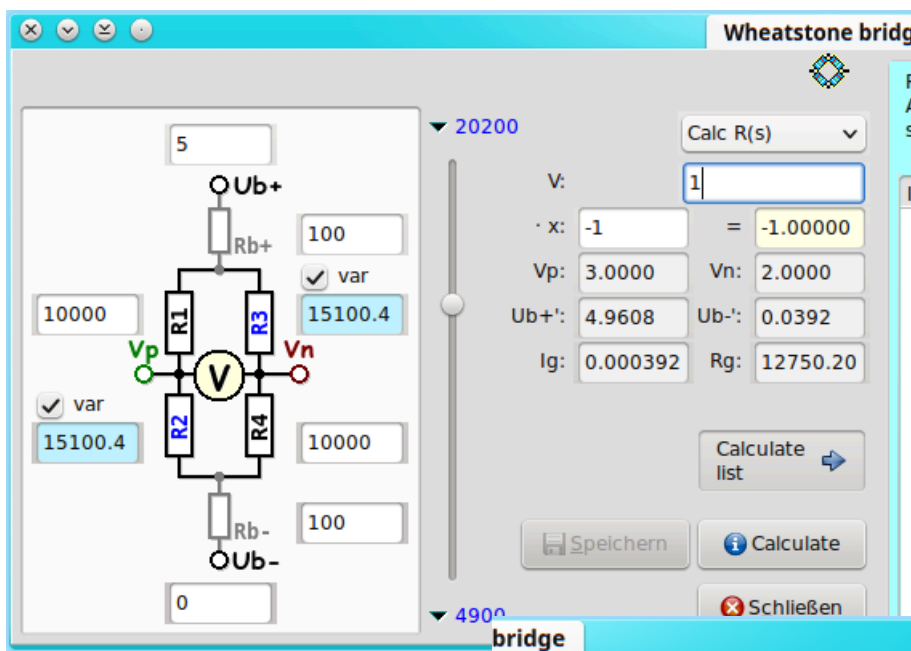 Wheatstone bridg
20200
Calc R(s)
5
Ub+
V:
1
Rb+
100
· x:
-1
=
-1.00000
var
Vp:
3.0000
Vn:
2.0000
10000
R1
R3
15100.4
Ub+':
4.9608
Ub-':
0.0392
Vp
V
Vn
Ig:
0.000392
Rg:
12750.20
var
15100.4
R2
R4
10000
Calculate
list
Rb-
100
Ub-
Speichern
Calculate
0
4900
Schließen
bridge